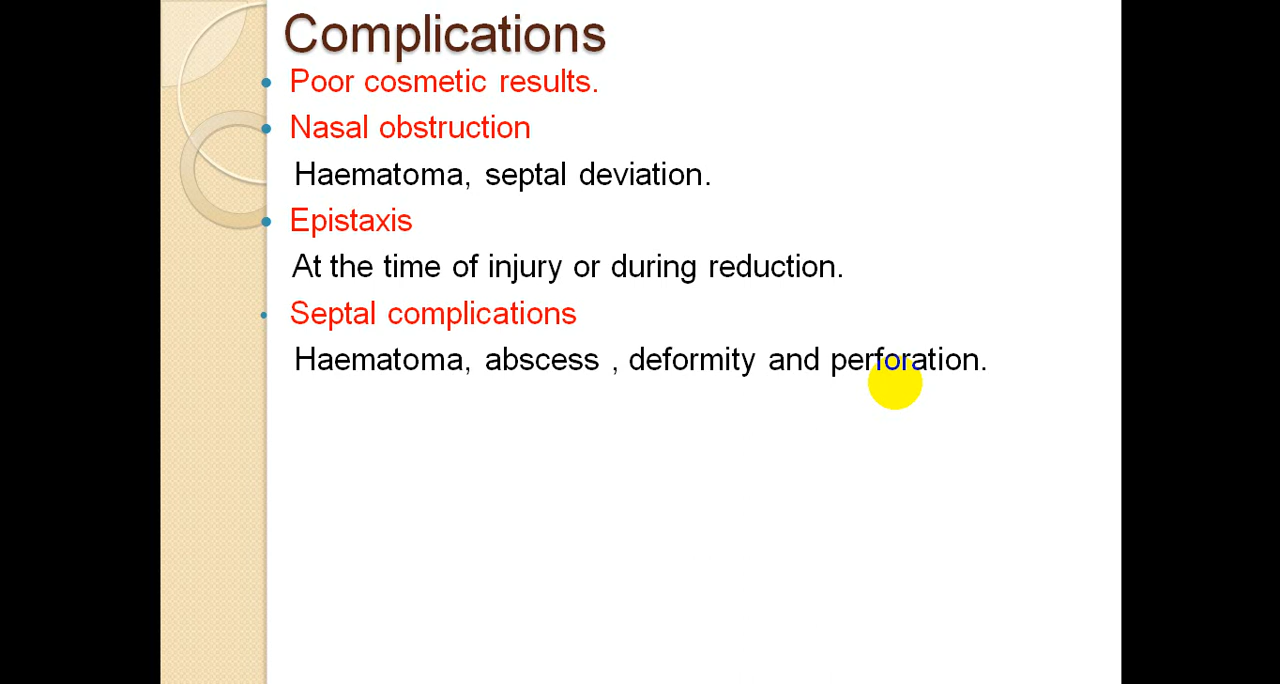 Complications
• Poor cosmetic results.
• Nasal obstruction
Haematoma, septal deviation.
• Epistaxis
At the time of injury or during reduction.
• Septal complications
Haematoma, abscess , deformity and perforation.